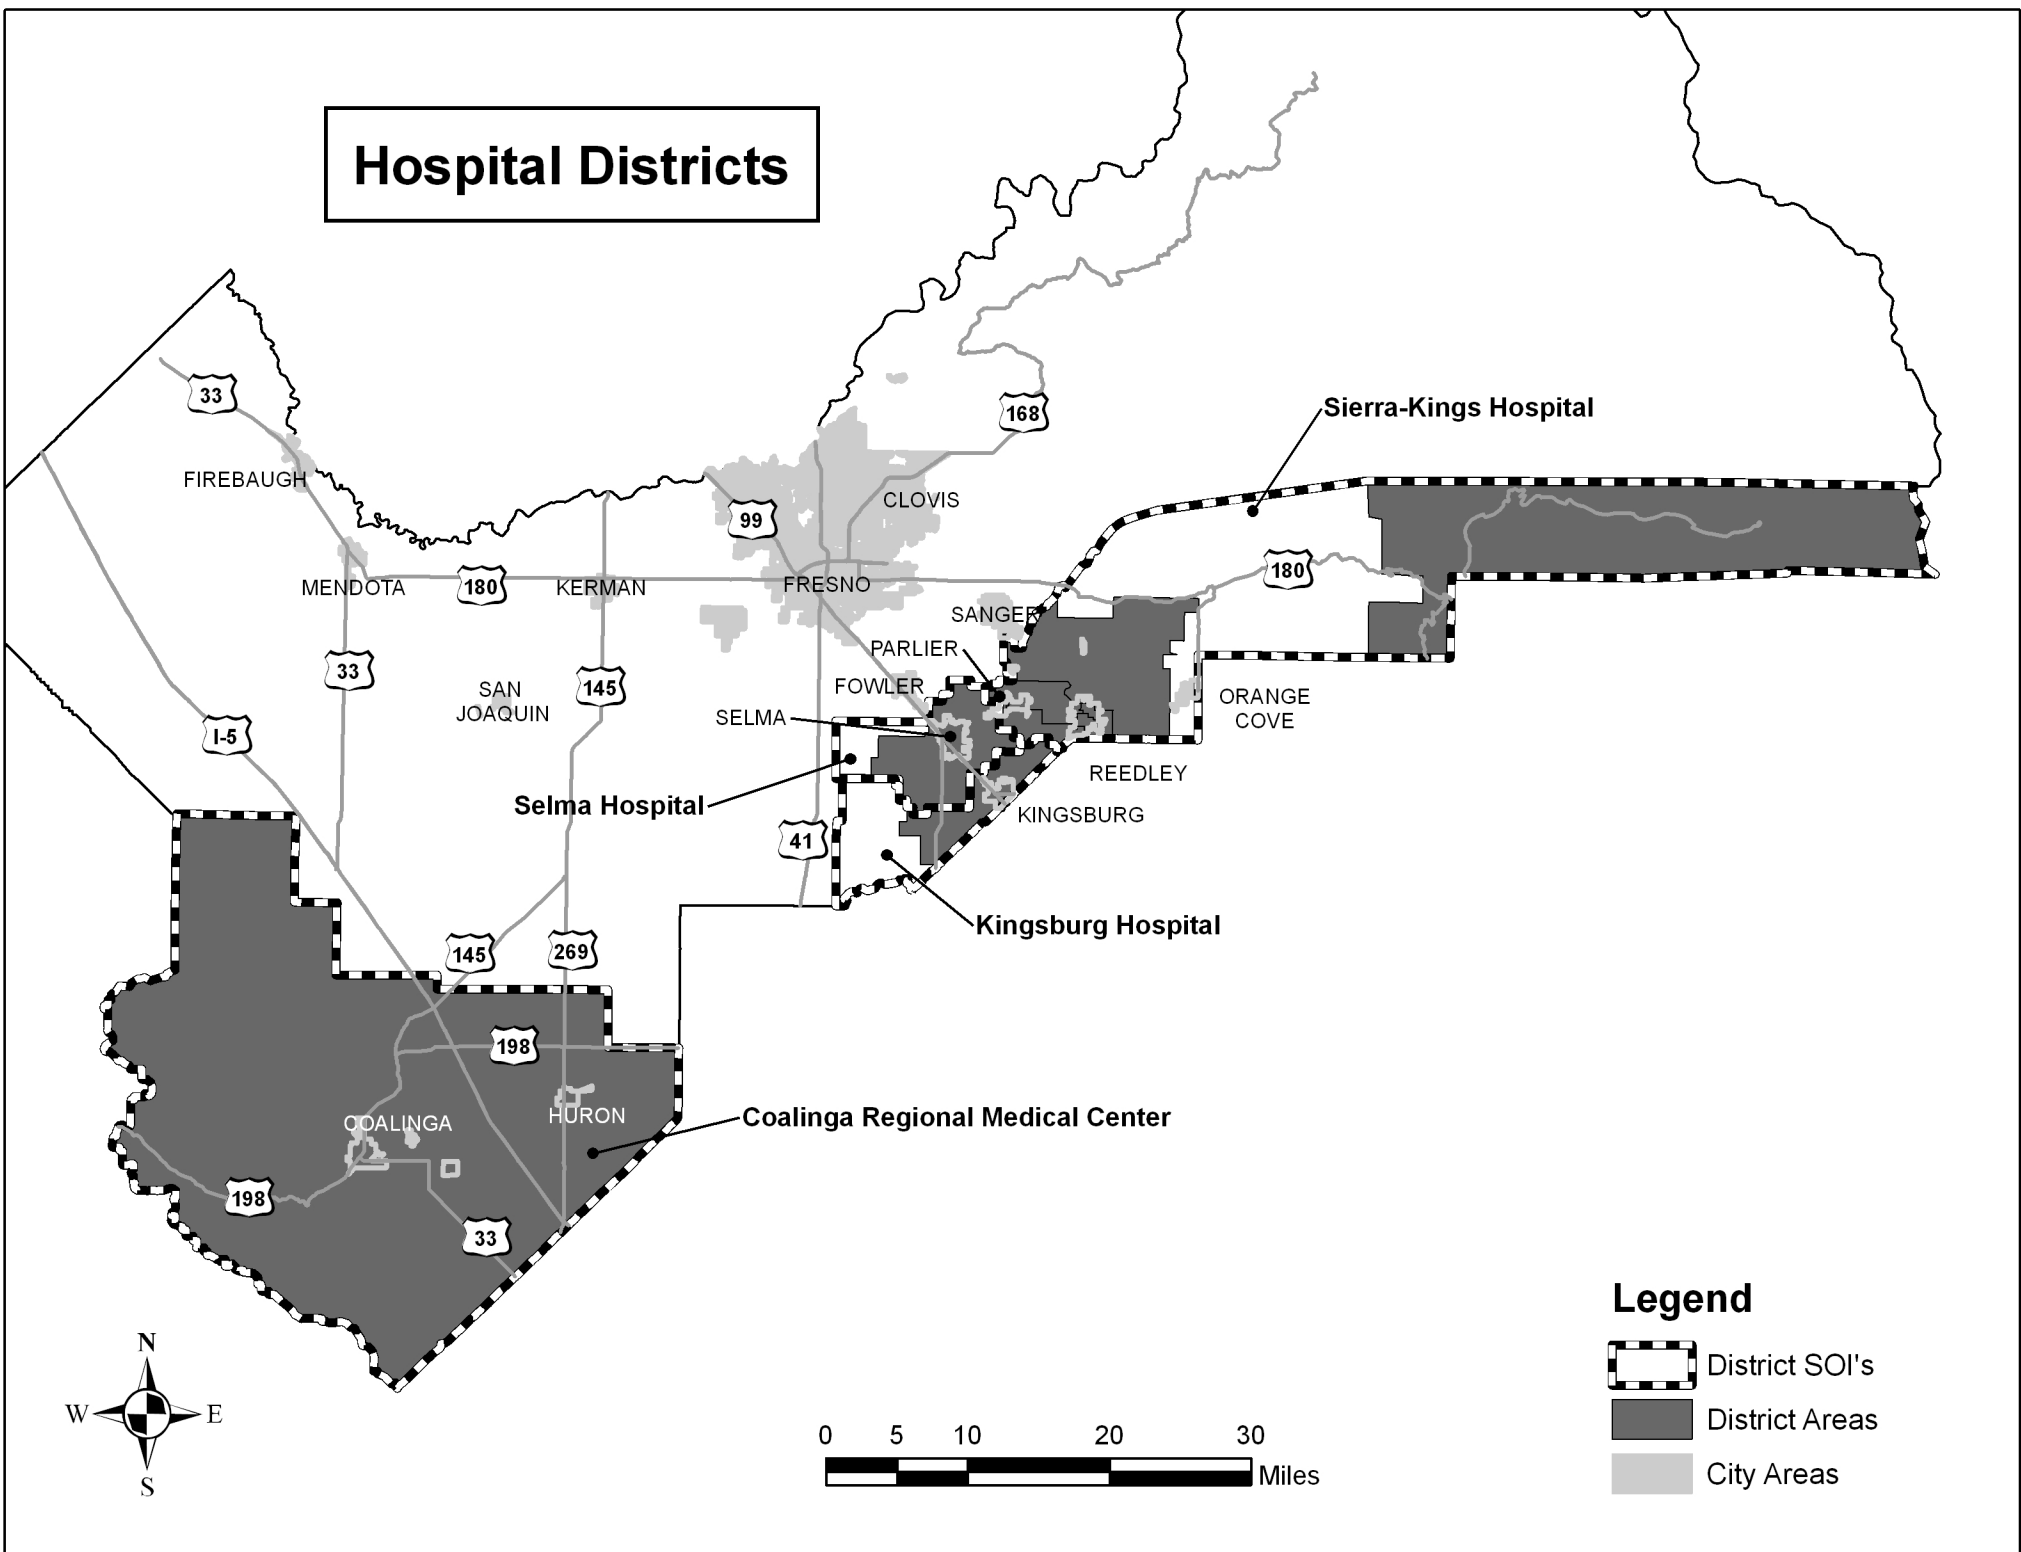 Hospital Districts
33
168
Sierra-Kings Hospital
FIREBAUGH
CLOVIS
99
180
MENDOTA
180
KERMAN
FRESNO
SANGER
PARLIER
33
145
SAN
JOAQUIN
FOWLER
ORANGE
COVE
SELMA
I-5
REEDLEY
Selma Hospital
KINGSBURG
41
Kingsburg Hospital
145
269
198
COALINGA
HURON
Coalinga Regional Medical Center
198
33
Legend
District SOI's
District Areas
City Areas
N
W
E
S
0 5 10 20 30
Miles